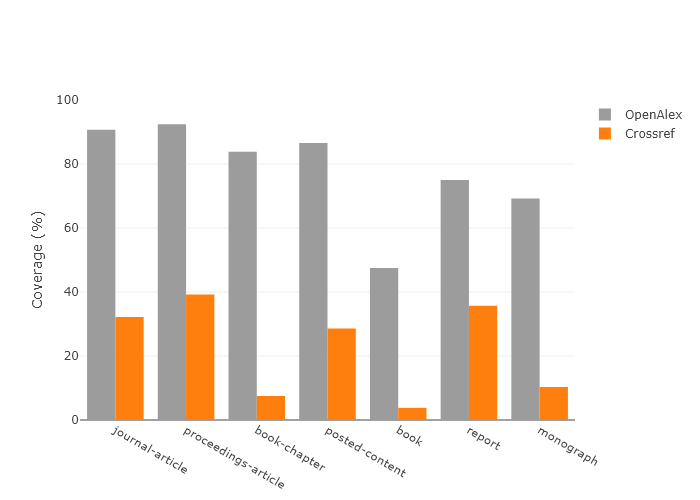 100
80
60
40
20
0
Coverage (%)
journal-article
proceedings-article
book-chapter
posted-content
book
report
monograph
OpenAlex
Crossref